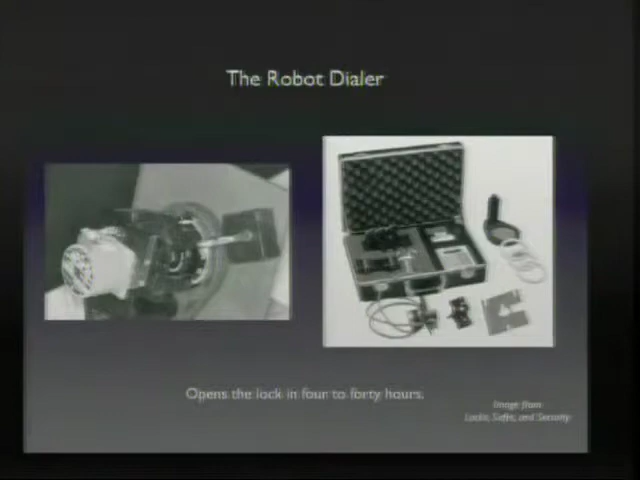 The Robot Dialer
Opens the lock in four to forty hours.
Image from
Locks, Safes, and Security